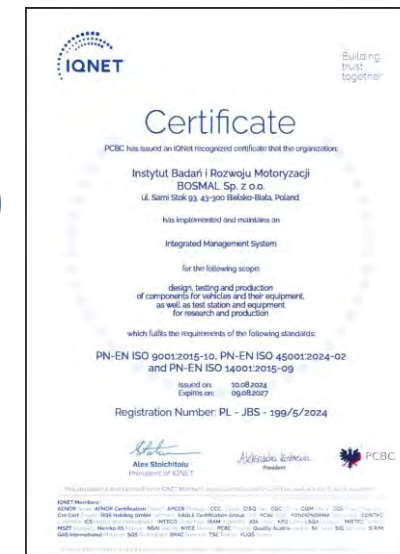 IQNET
Building
trust
together
Certificate
PCBC has issued an IQNet recognized certificate that the organization:
Instytut Badań i Rozwoju Motoryzacji
BOSMAL Sp. z o.o.
ul. Sarni Stok 93, 43-300 Bielsko-Biała, Poland
has implemented and maintains an
Integrated Management System
for the following scope:
design, testing and production
of components for vehicles and their equipment,
as well as test station and equipment
for research and production
which fulfils the requirements of the following standards:
PN-EN ISO 9001:2015-10, PN-EN ISO 45001:2024-02
and PN-EN ISO 14001:2015-09
Issued on: 10.08.2024
Expires on: 09.08.2027
Registration Number: PL - JBS - 199/5/2024
Alex Stoichitoiu
President of IQNET
President
PCBC
IQNET Members: